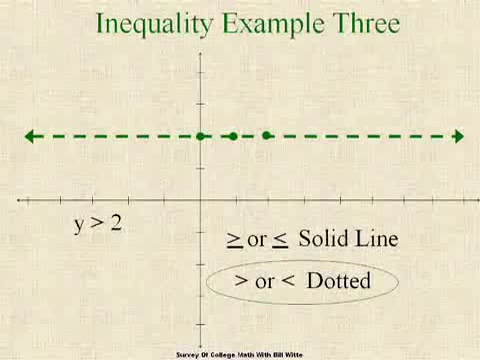 Inequality Example Three
y > 2
≥ or ≤ Solid Line
> or < Dotted
Survey Of College Math With Bill Witte